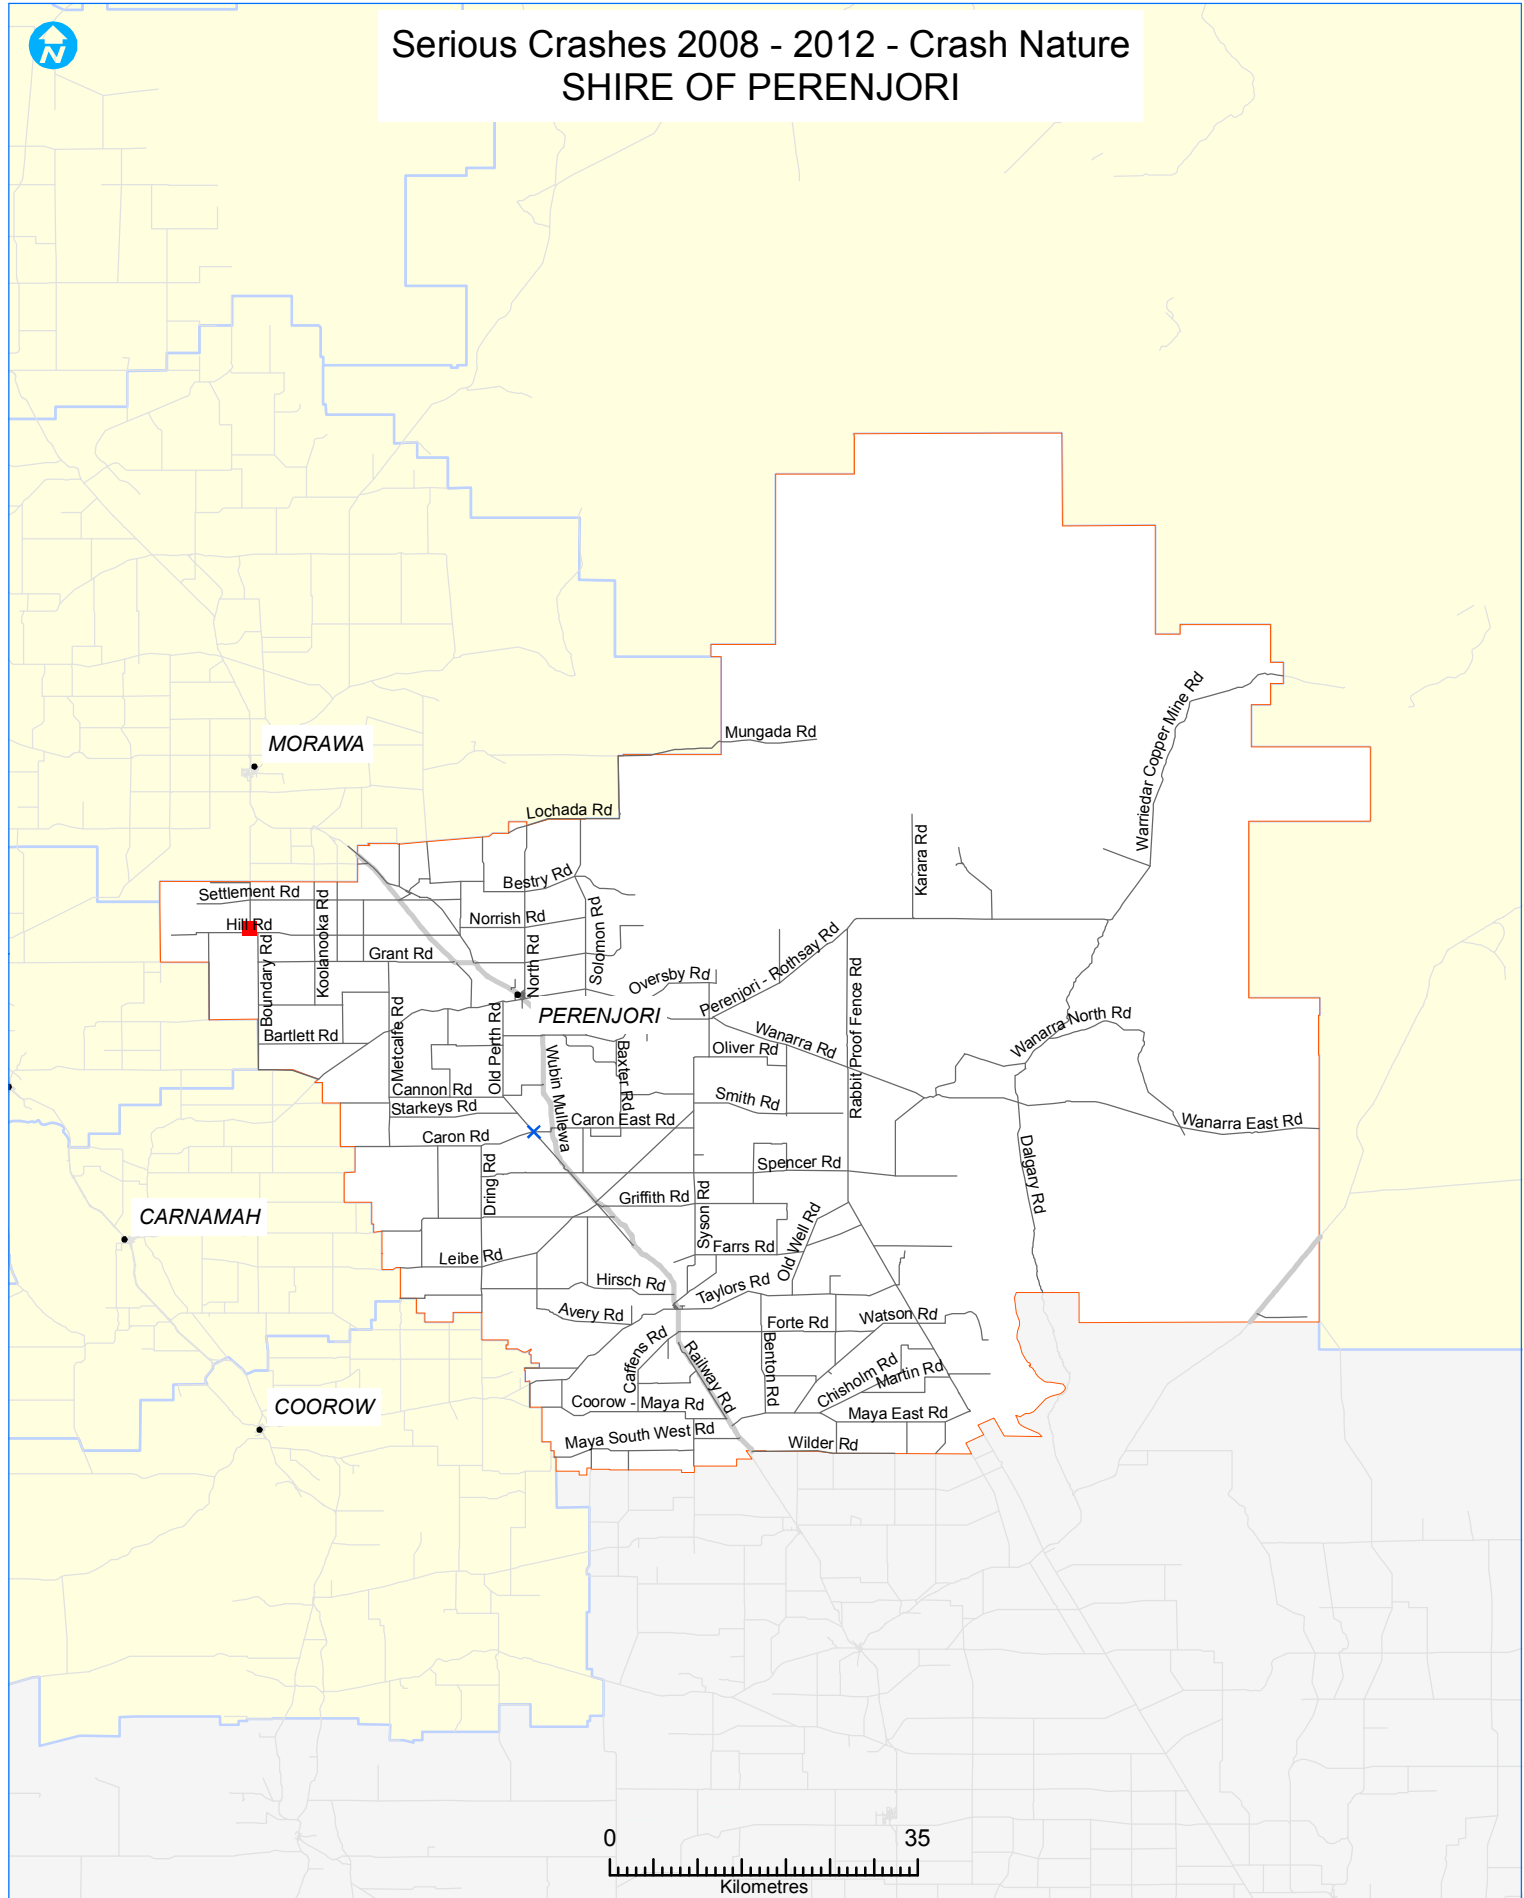 Serious Crashes 2008 - 2012 - Crash Nature
SHIRE OF PERENJORI
N
Warriedar Copper Mine Rd
Mungada Rd
MORAWA
Lochada Rd
Karara Rd
Bestry Rd
Settlement Rd
Koolanooka Rd
Norrish Rd
Hill Rd
Boundary Rd
Solomon Rd
North Rd
Grant Rd
Perenjori - Rothsay Rd
Oversby Rd
Rabbit Proof Fence Rd
PERENJORI
Wanarra North Rd
Metcalfe Rd
Old Perth Rd
Bartlett Rd
Wanarra Rd
Oliver Rd
Baxter Rd
Wubin Mullewa
Cannon Rd
Smith Rd
Starkeys Rd
Caron East Rd
Wanarra East Rd
Caron Rd
Dalgary Rd
Spencer Rd
Dring Rd
Griffith Rd
Syson Rd
CARNAMAH
Old Well Rd
Farrs Rd
Leibe Rd
Hirsch Rd
Taylors Rd
Avery Rd
Watson Rd
Forte Rd
Caffens Rd
Railway Rd
Benton Rd
Chisholm Rd
Martin Rd
COOROW
Coorow - Maya Rd
Maya East Rd
Maya South West Rd
Wilder Rd
0 35
Kilometres